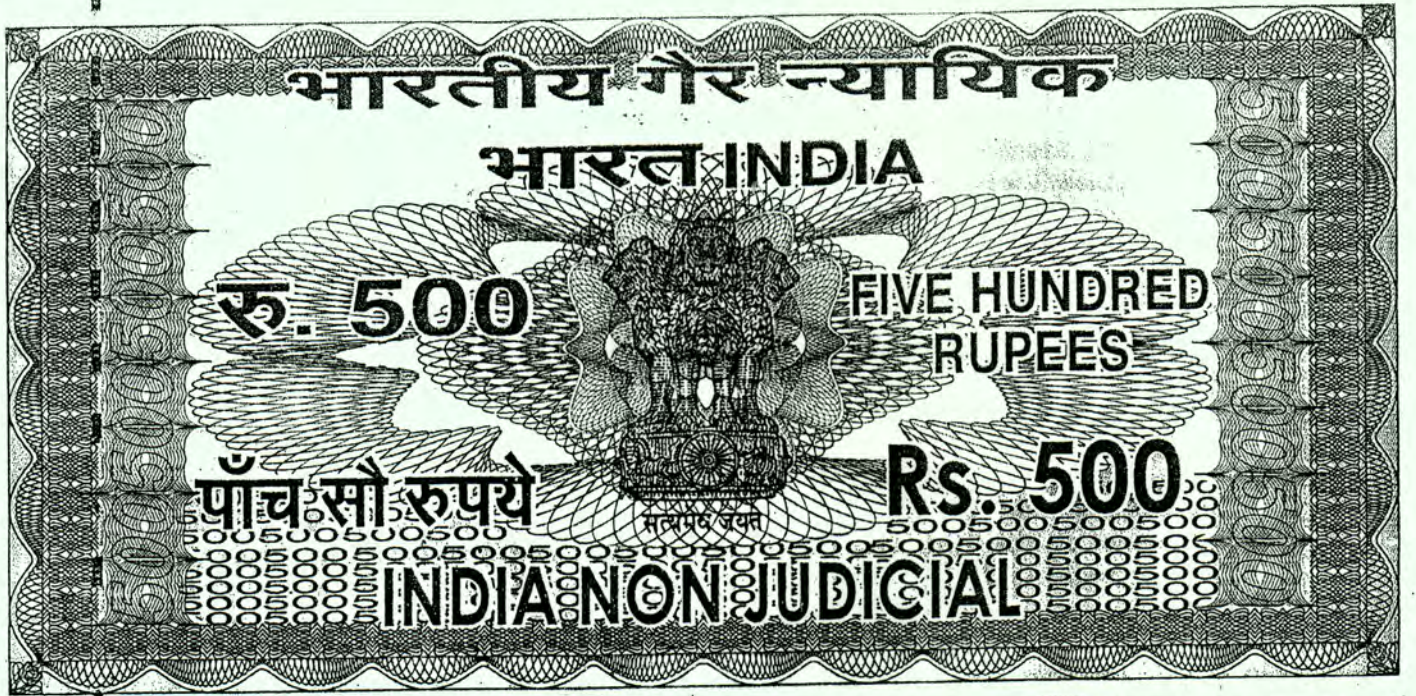 भारतीय गैर न्यायिक
भारत INDIA
रु. 500
FIVE HUNDRED
RUPEES
पाँच सौ रुपये
Rs. 500
सत्यमेव जयते
INDIA NON JUDICIAL